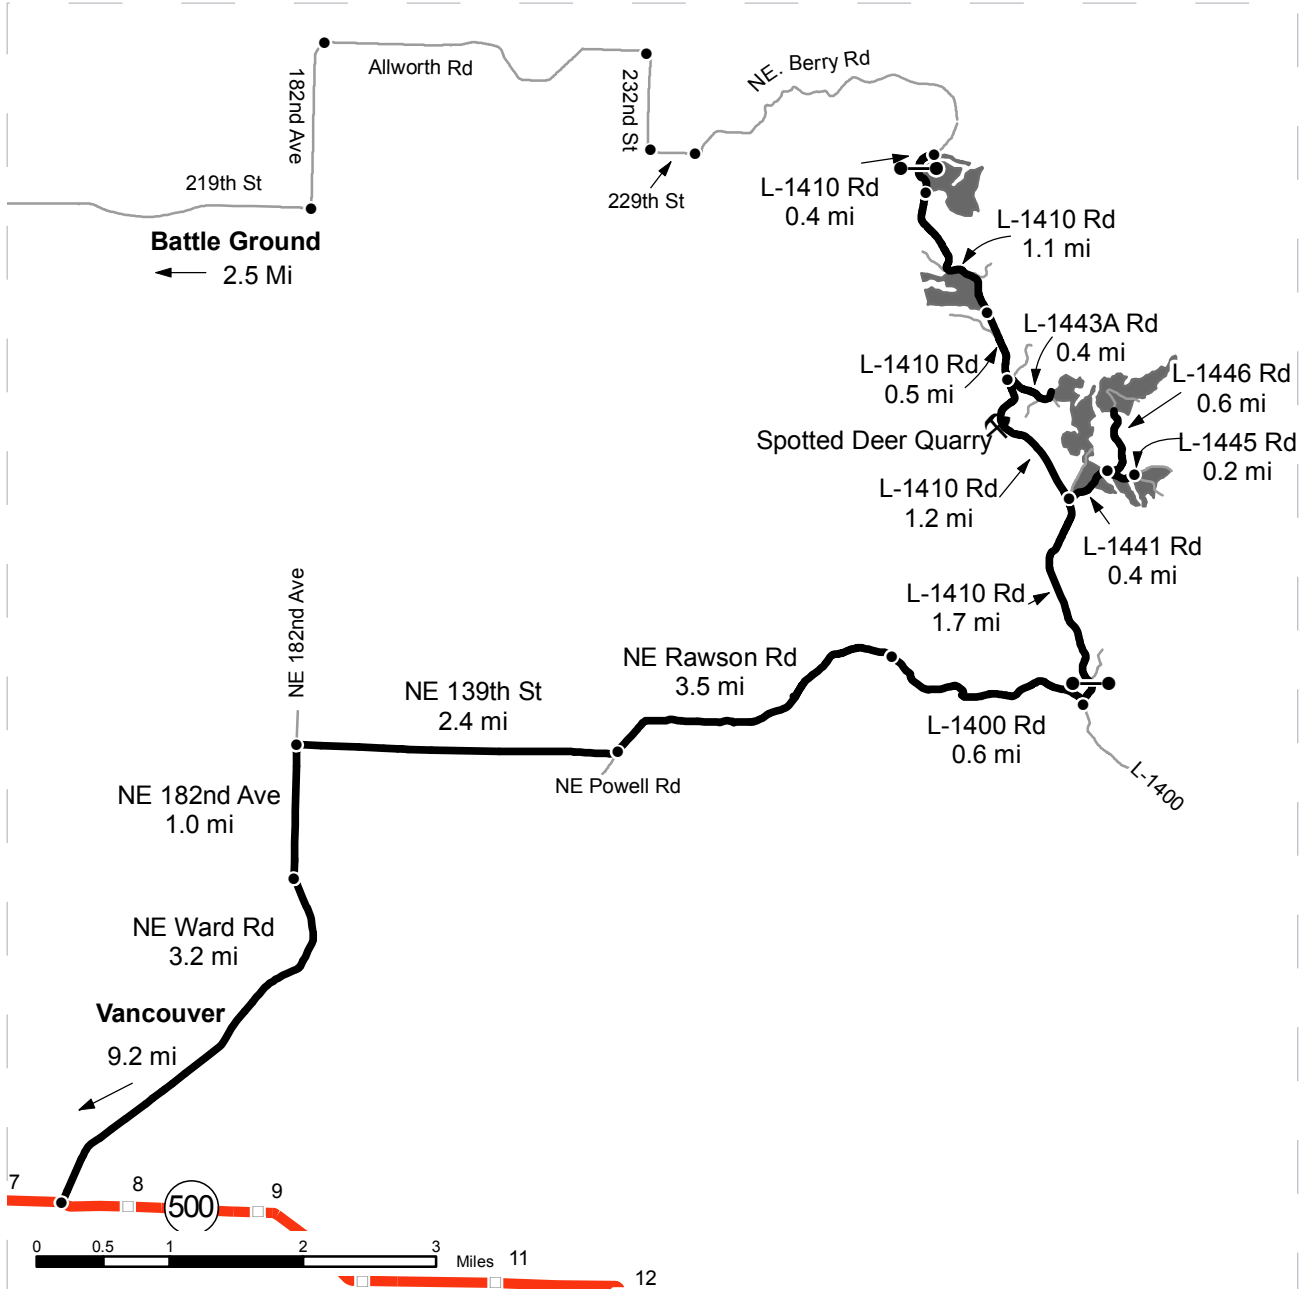 182nd Ave
Allworth Rd
232nd St
NE. Berry Rd
219th St
229th St
L-1410 Rd
0.4 mi
Battle Ground
2.5 Mi
L-1410 Rd
1.1 mi
L-1443A Rd
0.4 mi
L-1410 Rd
0.5 mi
L-1446 Rd
0.6 mi
Spotted Deer Quarry
L-1445 Rd
0.2 mi
L-1410 Rd
1.2 mi
L-1441 Rd
0.4 mi
L-1410 Rd
1.7 mi
NE 182nd Ave
NE Rawson Rd
3.5 mi
NE 139th St
2.4 mi
L-1400 Rd
0.6 mi
NE Powell Rd
L-1400
NE 182nd Ave
1.0 mi
NE Ward Rd
3.2 mi
Vancouver
9.2 mi
7
8
500
9
0 0.5 1 2 3
Miles
11
12